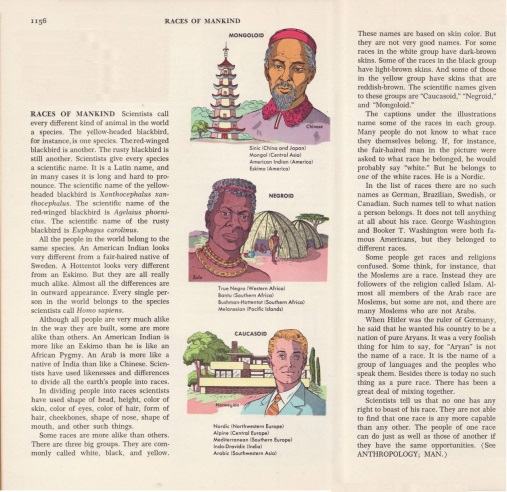 1156 RACES OF MANKIND
RACES OF MANKIND Scientists call
every different kind of animal in the world
a species. The yellow-headed blackbird,
for instance, is one species. The red-winged
blackbird is another. The rusty blackbird is
still another. Scientists give every species
a scientific name. It is a Latin name, and
in many cases it is long and hard to pro-
nounce. The scientific name of the yellow-
headed blackbird is Xanthocephalus xan-
thocephalus. The scientific name of the
red-winged blackbird is Agelaius phoeni-
cius. The scientific name of the rusty
blackbird is Euphagus carolinus.
All the people in the world belong to the
same species. An American Indian looks
very different from a fair-haired native of
Sweden. A Hottentot looks very different
from an Eskimo. But they are all really
much alike. Almost all the differences are
in outward appearance. Every single per-
son in the world belongs to the species
scientists call Homo sapiens.
Although all people are very much alike
in the way they are built, some are more
alike than others. An American Indian is
more like an Eskimo than he is like an
African Pygmy. An Arab is more like a
native of India than like a Chinese. Scien-
tists have used likenesses and differences
to divide all the earth's people into races.
In dividing people into races scientists
have used shape of head, height, color of
skin, color of eyes, color of hair, form of
hair, cheekbones, shape of nose, shape of
mouth, and other such things.
Some races are more alike than others.
There are three big groups. They are com-
monly called white, black, and yellow.
MONGOLOID
Chinese
Sinic (China and Japan)
Mongol (Central Asia)
American Indian (America)
Eskimo (America)
NEGROID
True Negro (Western Africa)
Bantu (Southern Africa)
Bushman-Hottentot (Southern Africa)
Melanesian (Pacific Islands)
CAUCASOID
Norwegian
Nordic (Northwestern Europe)
Alpine (Central Europe)
Mediterranean (Southern Europe)
Indo-Dravidic (India)
Arabic (Southwestern Asia)
These names are based on skin color. But
they are not very good names. For some
races in the white group have dark-brown
skins. Some of the races in the black group
have light-brown skins. And some of those
in the yellow group have skins that are
reddish-brown. The scientific names given
to these groups are "Caucasoid," "Negroid,"
and "Mongoloid."
The captions under the illustrations
name some of the races in each group.
Many people do not know to what race
they themselves belong. If, for instance,
the fair-haired man in the picture were
asked to what race he belonged, he would
probably say "white." But he belongs to
one of the white races. He is a Nordic.
In the list of races there are no such
names as German, Brazilian, Swedish, or
Canadian. Such names tell to what nation
a person belongs. It does not tell anything
at all about his race. George Washington
and Booker T. Washington were both fa-
mous Americans, but they belonged to
different races.
Some people get races and religions
confused. Some think, for instance, that
the Moslems are a race. Instead they are
followers of the religion called Islam. Al-
most all members of the Arab race are
Moslems, but some are not, and there are
many Moslems who are not Arabs.
When Hitler was the ruler of Germany,
he said that he wanted his country to be a
nation of pure Aryans. It was a very foolish
thing for him to say, for "Aryan" is not
the name of a race. It is the name of a
group of languages and the peoples who
speak them. Besides there is today no such
thing as a pure race. There has been a
great deal of mixing together.
Scientists tell us that no one has any
right to boast of his race. They are not able
to find that one race is any more capable
than any other. The people of one race
can do just as well as those of another if
they have the same opportunities. (See
ANTHROPOLOGY; MAN.)